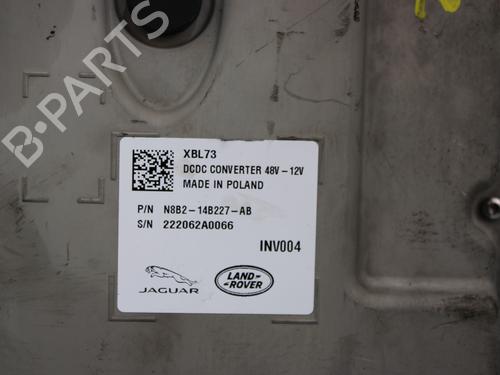 B-PARTS
XBL73
DCDC CONVERTER 48V - 12V
MADE IN POLAND
P/N N8B2-14B227-AB
S/N 222062A0066
INV004
JAGUAR
LAND-
ROVER